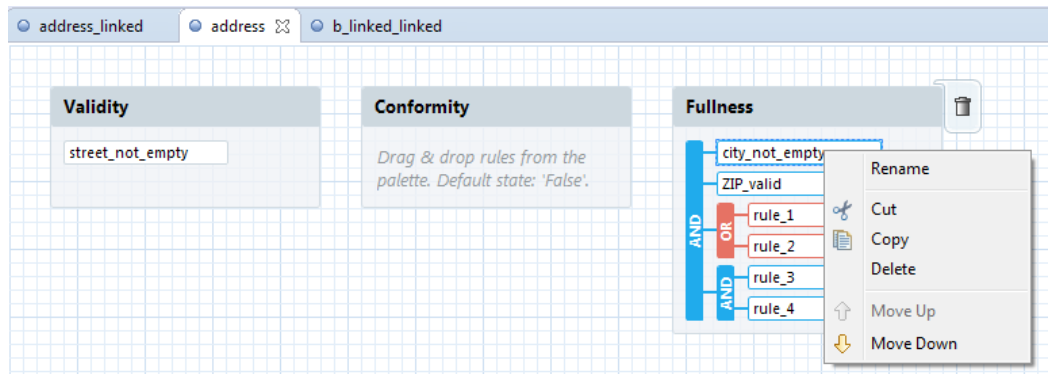 address_linked
address
b_linked_linked
Validity
street_not_empty
Conformity
Drag & drop rules from the
palette. Default state: 'False'.
Fullness
AND
city_not_empty
ZIP_valid
OR
rule_1
rule_2
AND
rule_3
rule_4
Rename
Cut
Copy
Delete
Move Up
Move Down